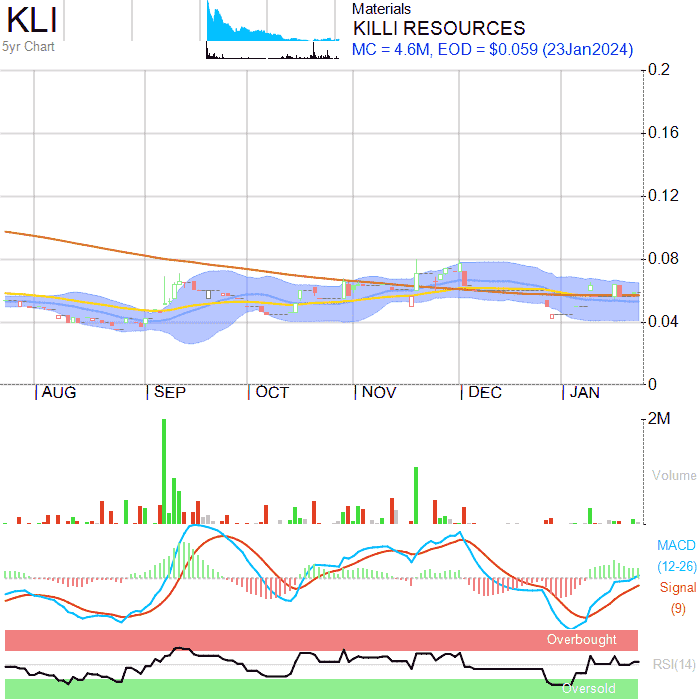 KLI
5yr Chart
Materials
KILLI RESOURCES
MC = 4.6M, EOD = $0.059 (23Jan2024)
0.2
0.16
0.12
0.08
0.04
0
AUG SEP OCT NOV DEC JAN
2M
Volume
MACD
(12-26)
Signal
(9)
Overbought
RSI(14)
Oversold